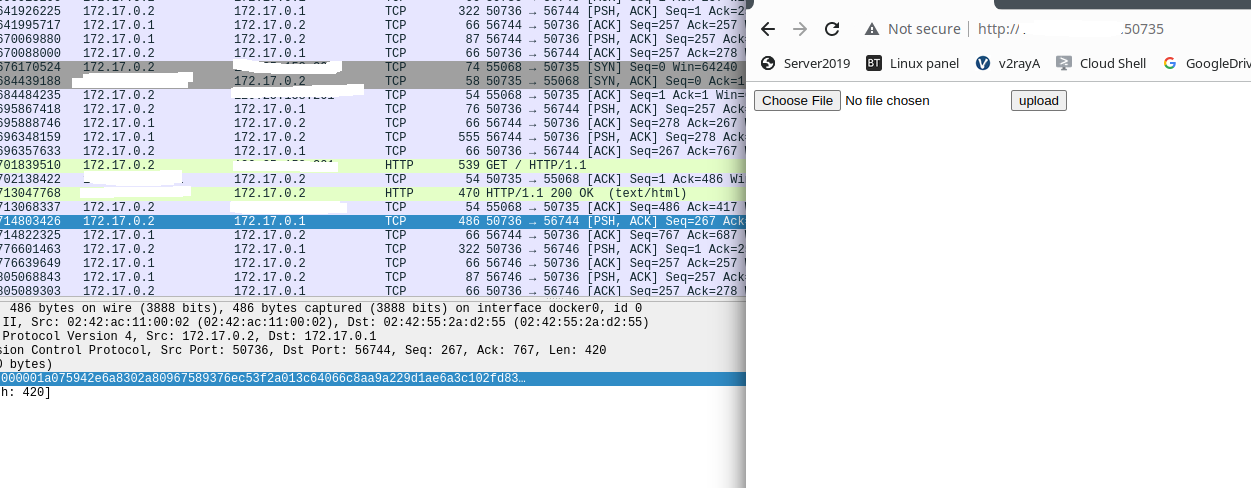 641926225 172.17.0.2 172.17.0.1 TCP 322 50736 → 56744 [PSH, ACK] Seq=1 Ack=2
641995717 172.17.0.1 172.17.0.2 TCP 66 56744 → 50736 [ACK] Seq=257 Ack=257
670069880 172.17.0.1 172.17.0.2 TCP 87 56744 → 50736 [PSH, ACK] Seq=257
670088000 172.17.0.2 172.17.0.1 TCP 66 50736 → 56744 [ACK] Seq=257 Ack=278
676170524 172.17.0.2 TCP 74 55068 → 50735 [SYN] Seq=0 Win=64240
684439188 172.17.0.2 TCP 58 50735 → 55068 [SYN, ACK] Seq=0 Ack=1
684484235 172.17.0.2 TCP 54 55068 → 50735 [ACK] Seq=1 Ack=1 Win=
695867418 172.17.0.2 172.17.0.1 TCP 76 50736 → 56744 [PSH, ACK] Seq=257
695888746 172.17.0.1 172.17.0.2 TCP 66 56744 → 50736 [ACK] Seq=278 Ack=267
696348159 172.17.0.1 172.17.0.2 TCP 555 56744 → 50736 [PSH, ACK] Seq=278 Ack=
696357633 172.17.0.2 172.17.0.1 TCP 66 50736 → 56744 [ACK] Seq=267 Ack=767
701839510 172.17.0.2 HTTP 539 GET / HTTP/1.1
702138422 172.17.0.2 TCP 54 50735 → 55068 [ACK] Seq=1 Ack=486
713047768 172.17.0.2 HTTP 470 HTTP/1.1 200 OK (text/html)
713068337 172.17.0.2 TCP 54 55068 → 50735 [ACK] Seq=486 Ack=417
714803426 172.17.0.2 172.17.0.1 TCP 486 50736 → 56744 [PSH, ACK] Seq=267 Ack
714822325 172.17.0.1 172.17.0.2 TCP 66 56744 → 50736 [ACK] Seq=767 Ack=687
776601463 172.17.0.2 172.17.0.1 TCP 322 50736 → 56746 [PSH, ACK] Seq=1 Ack=2
776639649 172.17.0.1 172.17.0.2 TCP 66 56746 → 50736 [ACK] Seq=257 Ack=257
805068843 172.17.0.1 172.17.0.2 TCP 87 56746 → 50736 [PSH, ACK] Seq=257 Ack=
805089303 172.17.0.2 172.17.0.1 TCP 66 50736 → 56746 [ACK] Seq=257 Ack=278
486 bytes on wire (3888 bits), 486 bytes captured (3888 bits) on interface docker0, id 0
II, Src: 02:42:ac:11:00:02 (02:42:ac:11:00:02), Dst: 02:42:55:2a:d2:55 (02:42:55:2a:d2:55)
Protocol Version 4, Src: 172.17.0.2, Dst: 172.17.0.1
sion Control Protocol, Src Port: 50736, Dst Port: 56744, Seq: 267, Ack: 767, Len: 420
0 bytes)
000001a075942e6a8302a80967589376ec53f2a013c64066c8aa9a229d1ae6a3c102fd83…
h: 420]
Not secure http:// .50735
Server2019 Linux panel v2rayA Cloud Shell GoogleDriv
Choose File No file chosen upload